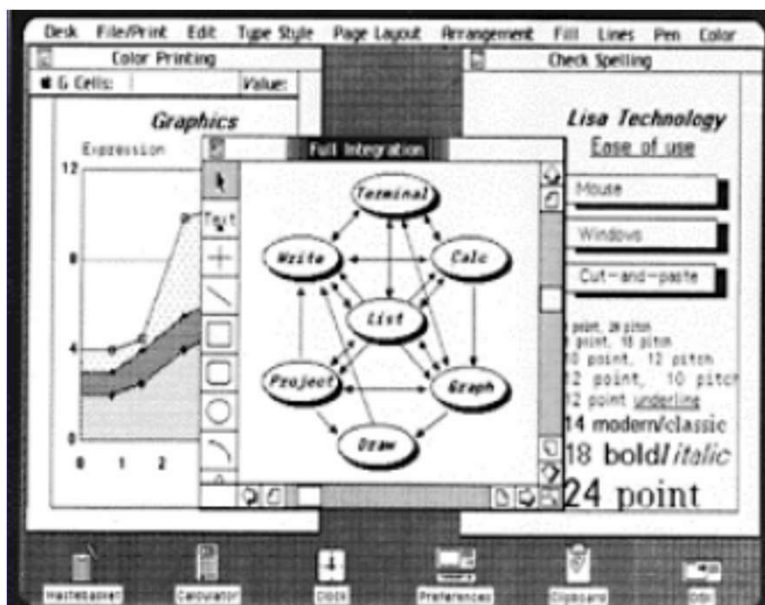 Desk File/Print Edit Type Style Page Layout Arrangement Fill Lines Pen Color
Color Printing
6 Cells: Value:
Graphics
Expression
12
8
4
0
0 1 2
Full Integration
Text
Terminal
Write Calc
List
Project Graph
Draw
Check Spelling
Lisa Technology
Ease of use
Mouse
Windows
Cut-and-paste
point, 20 pitch
point, 15 pitch
10 point, 12 pitch
12 point, 10 pitch
12 point underline
14 modern/classic
18 bold/italic
24 point
Wastebasket Calculator Clock Preferences Clipboard